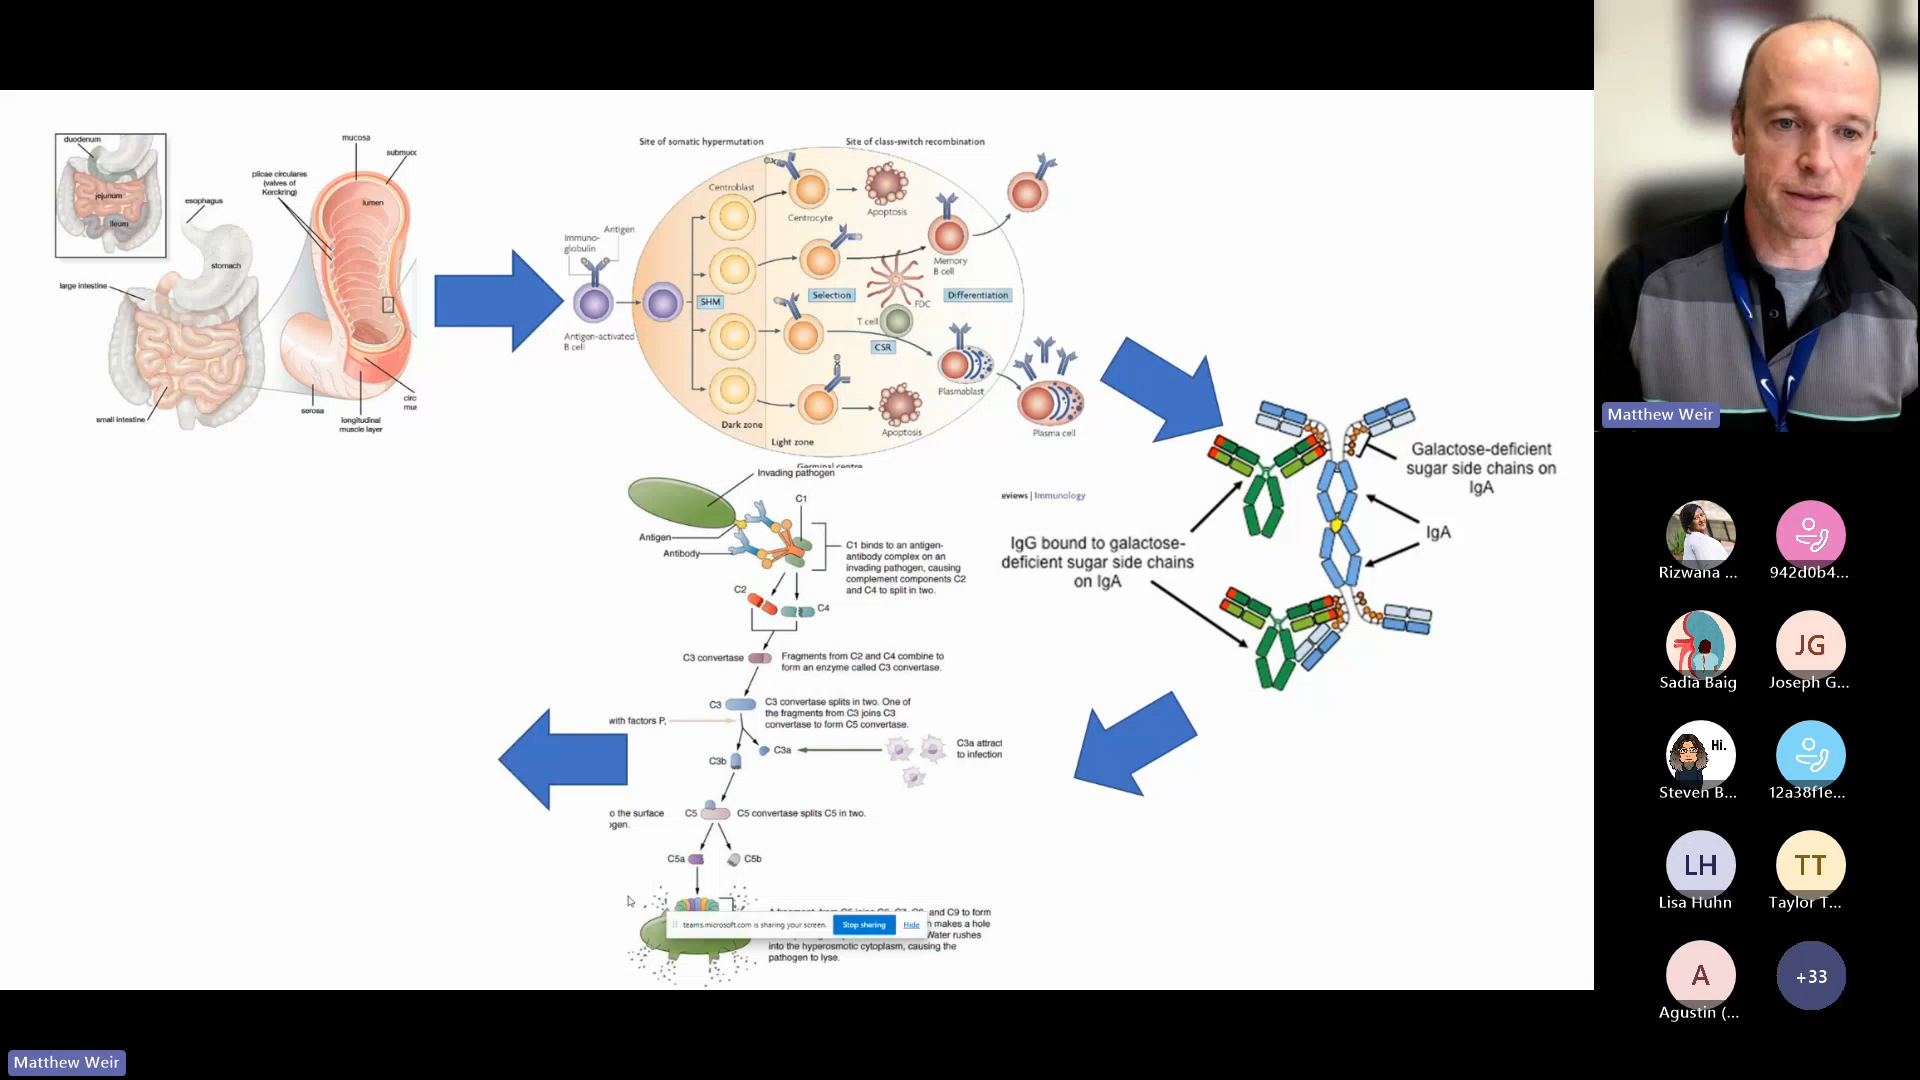 duodenum
jejunum
ileum
esophagus
stomach
large intestine
small intestine
mucosa
submuc
plicae circulares
(valves of
Kerckring)
lumen
serosa
longitudinal
muscle layer
circ
mu
Site of somatic hypermutation
Site of class-switch recombination
Centroblast
Centrocyte
Apoptosis
Immuno-
globulin
Antigen
Memory
B cell
SHM
Selection
FDC
Differentiation
T cell
CSR
Antigen-activated
B cell
Plasmablast
Dark zone
Light zone
Apoptosis
Plasma cell
Germinal centre
eviews | Immunology
Invading pathogen
C1
Antigen
Antibody
C1 binds to an antigen-
antibody complex on an
invading pathogen, causing
complement components C2
and C4 to split in two.
C2
C4
C3 convertase
Fragments from C2 and C4 combine to
form an enzyme called C3 convertase.
C3
C3 convertase splits in two. One of
the fragments from C3 joins C3
convertase to form C5 convertase.
with factors P,
C3a
C3a attract
to infection
C3b
o the surface
ogen.
C5
C5 convertase splits C5 in two.
C5a
C5b
and C9 to form
h makes a hole
Water rushes
into the hyperosmotic cytoplasm, causing the
pathogen to lyse.
teams.microsoft.com is sharing your screen.
Stop sharing
Hide
Galactose-deficient
sugar side chains on
IgA
IgA
IgG bound to galactose-
deficient sugar side chains
on IgA
Matthew Weir
Rizwana ...
942d0b4...
Sadia Baig
JG
Joseph G...
Hi.
Steven B...
12a38f1e...
LH
Lisa Huhn
TT
Taylor T...
A
Agustin (...
+33
Matthew Weir